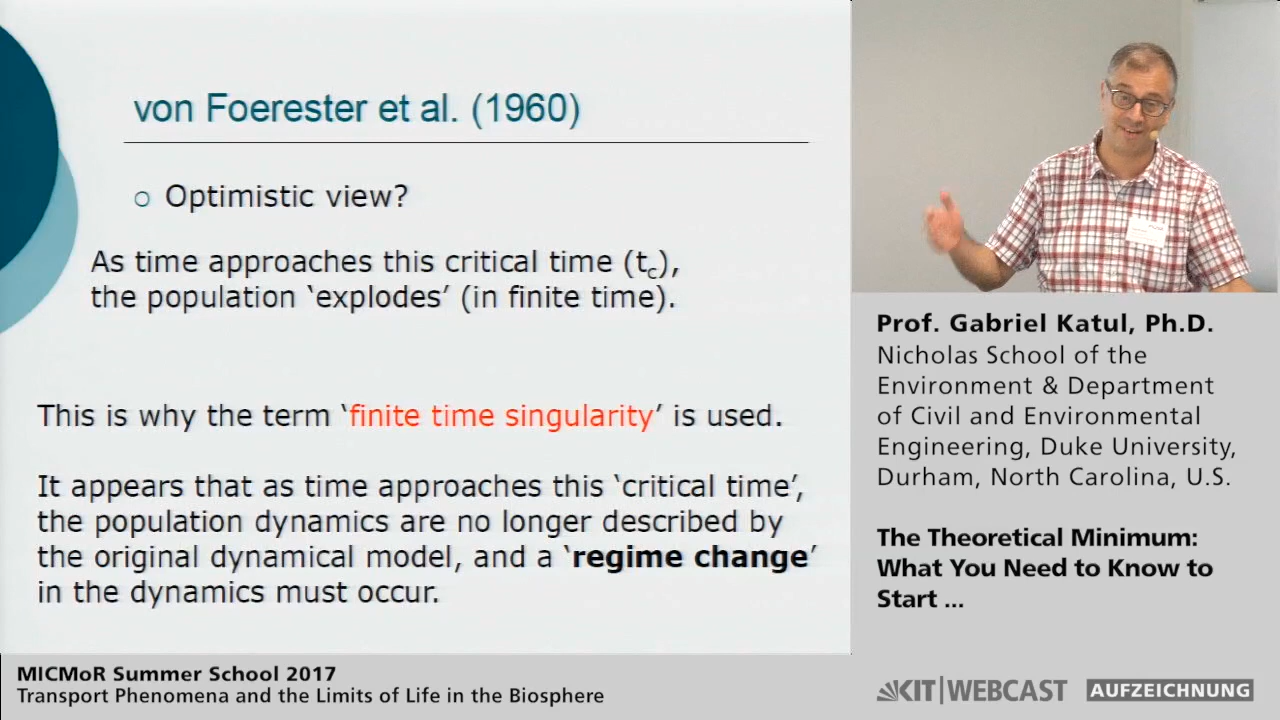 von Foerester et al. (1960)
Optimistic view?
As time approaches this critical time (tc),
the population ‘explodes’ (in finite time).
This is why the term ‘finite time singularity’ is used.
It appears that as time approaches this ‘critical time’,
the population dynamics are no longer described by
the original dynamical model, and a ‘regime change’
in the dynamics must occur.
Prof. Gabriel Katul, Ph.D.
Nicholas School of the
Environment & Department
of Civil and Environmental
Engineering, Duke University,
Durham, North Carolina, U.S.
The Theoretical Minimum:
What You Need to Know to
Start ...
MICMoR Summer School 2017
Transport Phenomena and the Limits of Life in the Biosphere
KIT|WEBCAST AUFZEICHNUNG